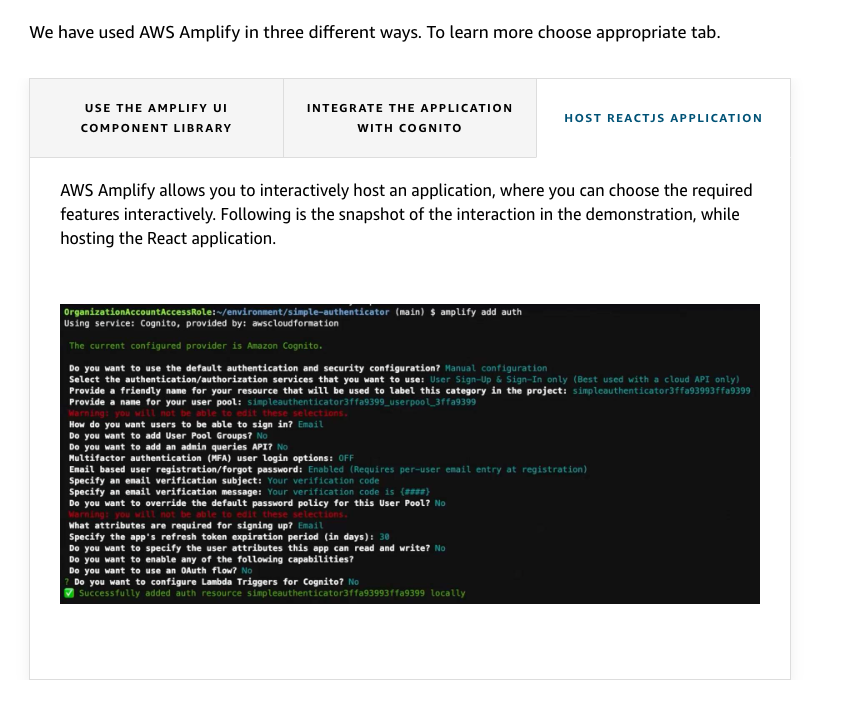 We have used AWS Amplify in three different ways. To learn more choose appropriate tab.
USE THE AMPLIFY UI
COMPONENT LIBRARY
INTEGRATE THE APPLICATION
WITH COGNITO
HOST REACTJS APPLICATION
AWS Amplify allows you to interactively host an application, where you can choose the required
features interactively. Following is the snapshot of the interaction in the demonstration, while
hosting the React application.
OrganizationAccountAccessRole:~/environment/simple-authenticator (main) $ amplify add auth
Using service: Cognito, provided by: awscloudformation
The current configured provider is Amazon Cognito.
Do you want to use the default authentication and security configuration? Manual configuration
Select the authentication/authorization services that you want to use: User Sign-Up & Sign-In only (Best used with a cloud API only)
Provide a friendly name for your resource that will be used to label this category in the project: simpleauthenticator3ffa93993ffa9399
Provide a name for your user pool: simpleauthenticator3ffa9399_userpool_3ffa9399
Warning: you will not be able to edit these selections.
How do you want users to be able to sign in? Email
Do you want to add User Pool Groups? No
Do you want to add an admin queries API? No
Multifactor authentication (MFA) user login options: OFF
Email based user registration/forgot password: Enabled (Requires per-user email entry at registration)
Specify an email verification subject: Your verification code
Specify an email verification message: Your verification code is {####}
Do you want to override the default password policy for this User Pool? No
Warning: you will not be able to edit these selections.
What attributes are required for signing up? Email
Specify the app's refresh token expiration period (in days): 30
Do you want to specify the user attributes this app can read and write? No
Do you want to enable any of the following capabilities?
Do you want to use an OAuth flow? No
? Do you want to configure Lambda Triggers for Cognito? No
✅ Successfully added auth resource simpleauthenticator3ffa93993ffa9399 locally